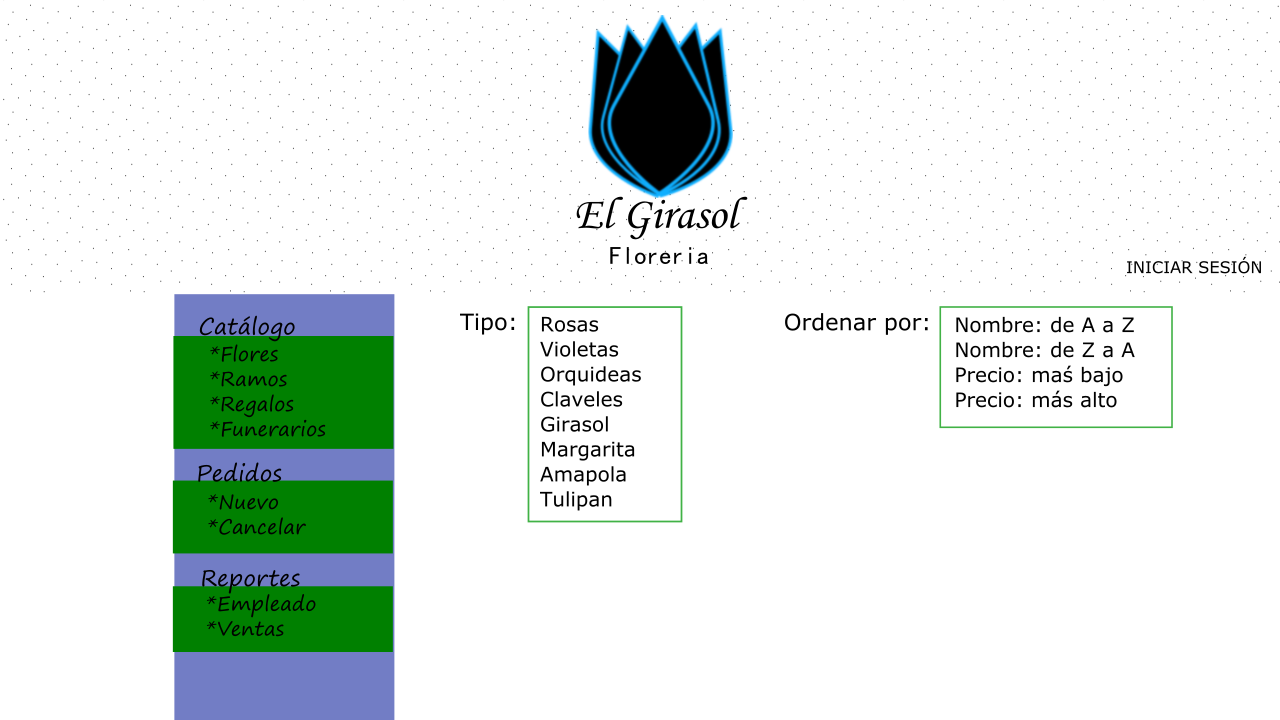 El Girasol
Floreria
INICIAR SESIÓN
Catálogo
*Flores
*Ramos
*Regalos
*Funerarios
Pedidos
*Nuevo
*Cancelar
Reportes
*Empleado
*Ventas
Tipo:
Rosas
Violetas
Orquideas
Claveles
Girasol
Margarita
Amapola
Tulipan
Ordenar por:
Nombre: de A a Z
Nombre: de Z a A
Precio: maś bajo
Precio: más alto